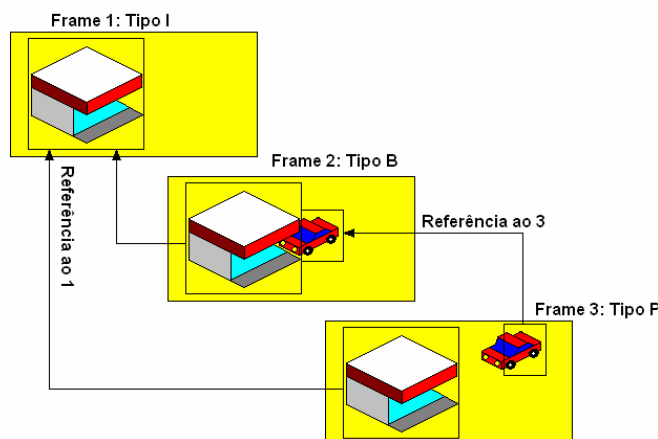 Frame 1: Tipo I
Frame 2: Tipo B
Referência ao 1
Referência ao 3
Frame 3: Tipo P